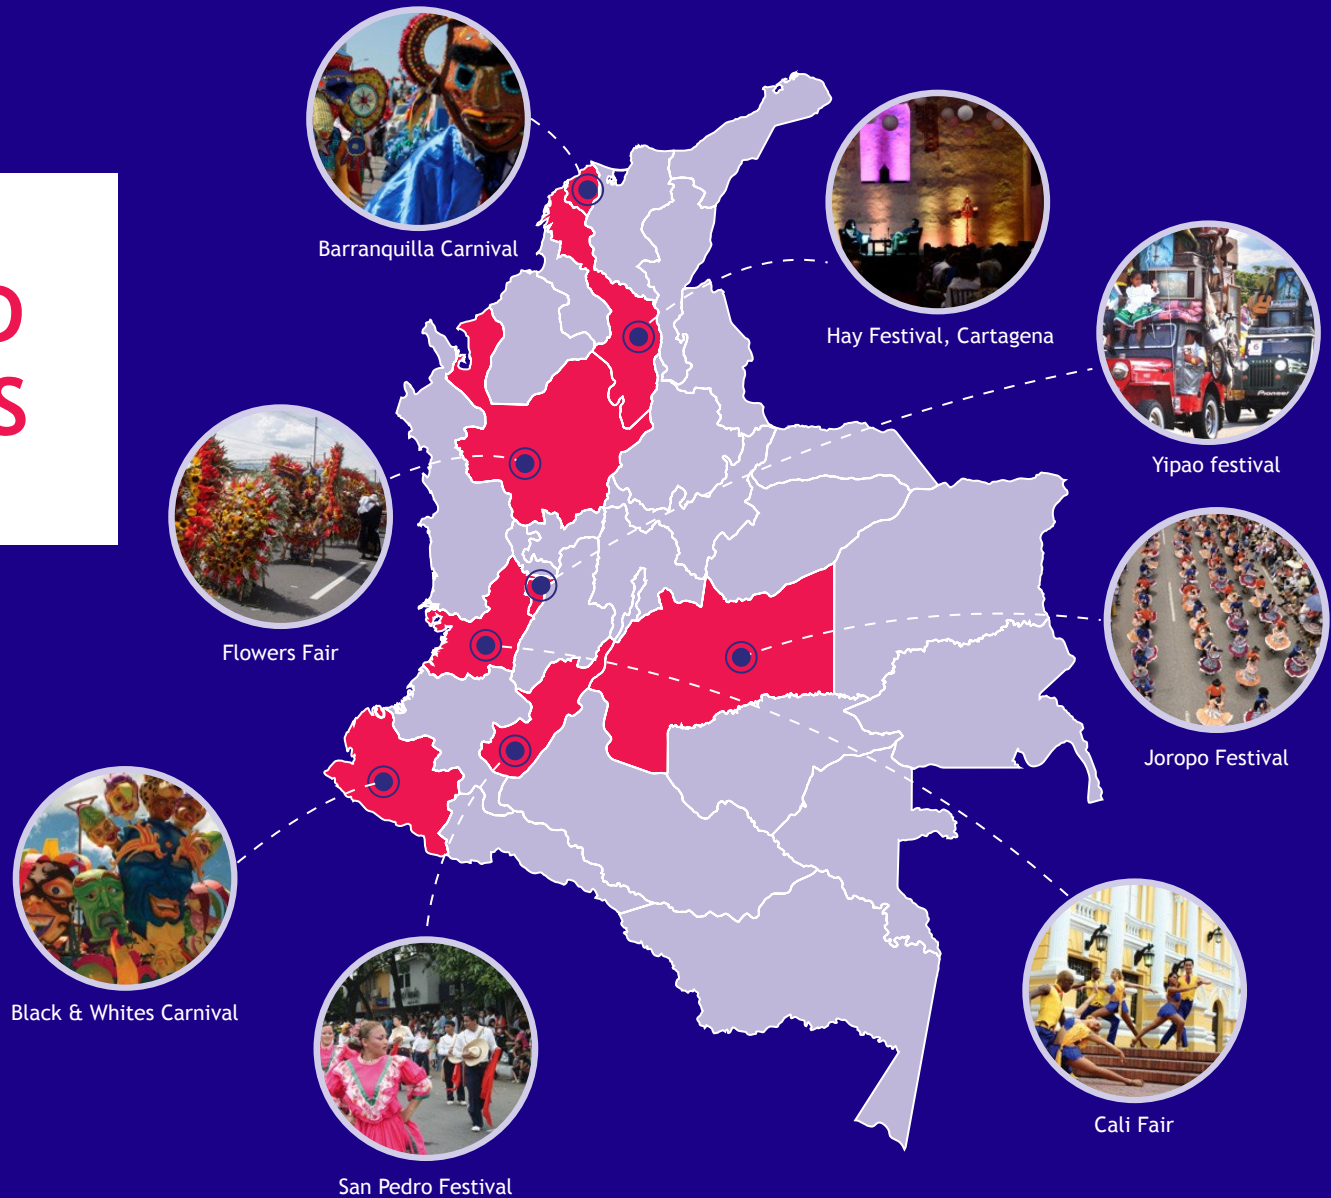 Barranquilla Carnival
Hay Festival, Cartagena
Yipao festival
Flowers Fair
Joropo Festival
Black & Whites Carnival
Cali Fair
San Pedro Festival